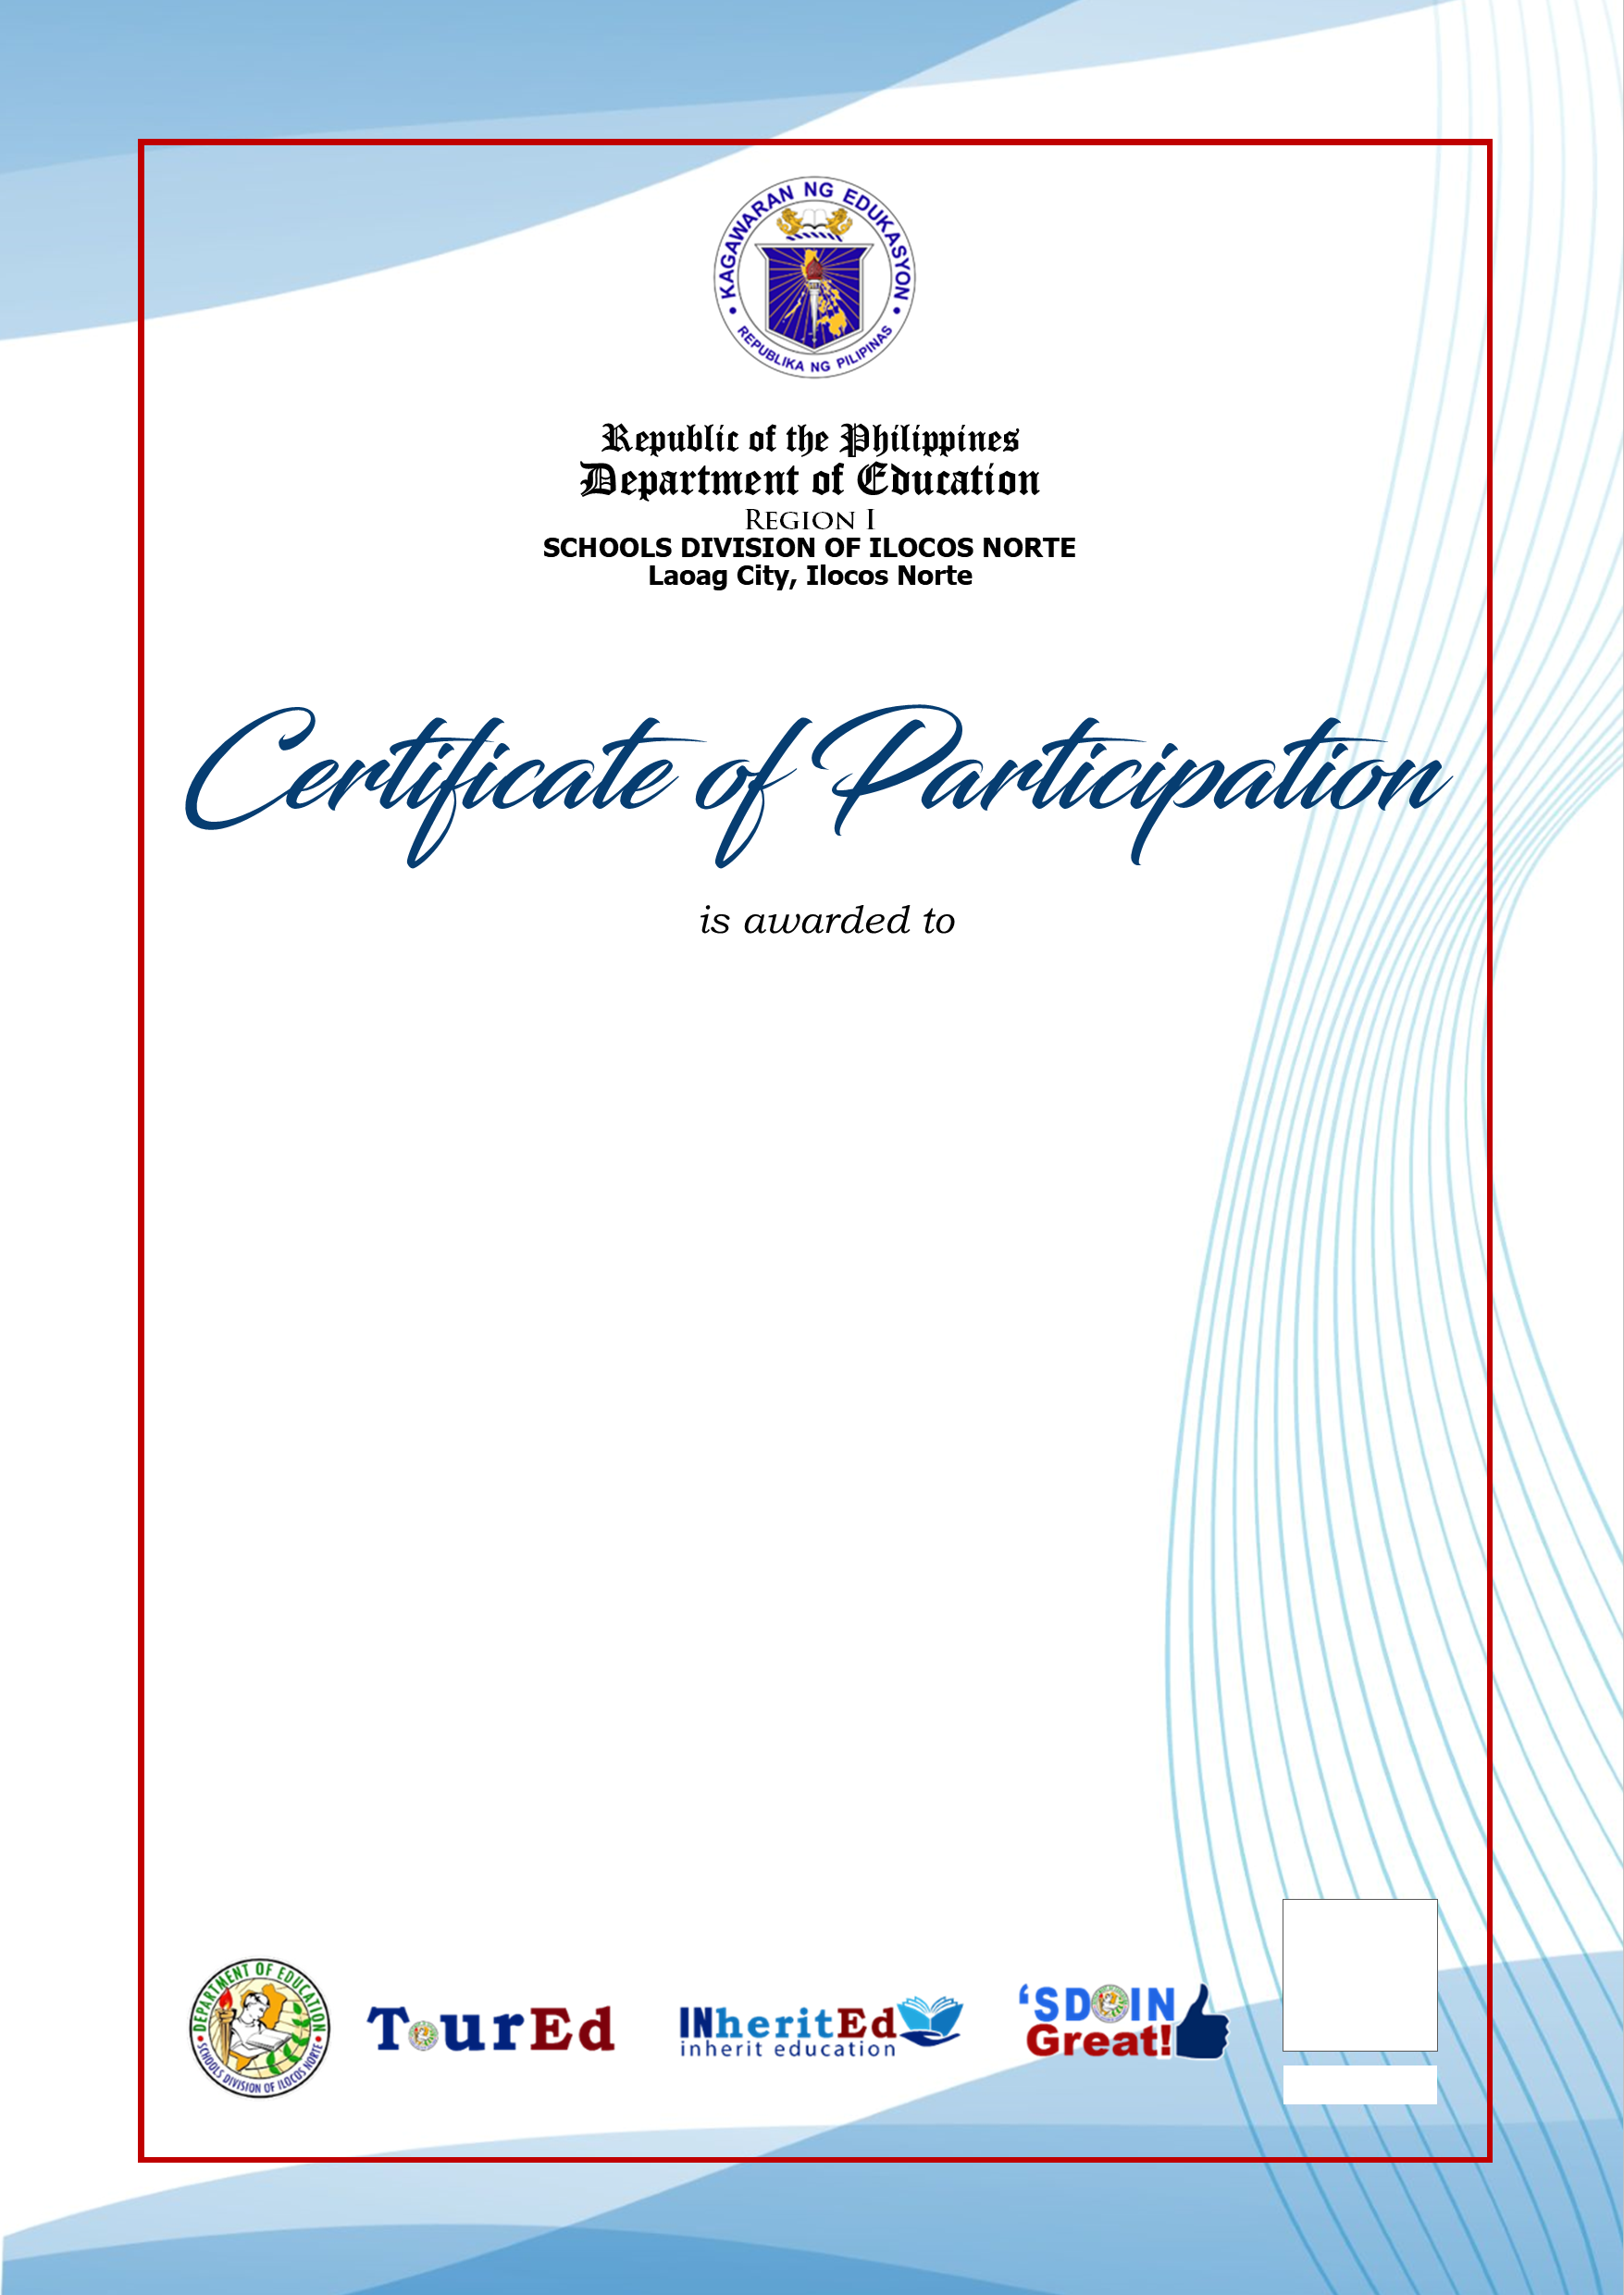 KAGAWARAN NG EDUKASYON
REPUBLIKA NG PILIPINAS
Republic of the Philippines
Department of Education
REGION I
SCHOOLS DIVISION OF ILOCOS NORTE
Laoag City, Ilocos Norte
Certificate of Participation
is awarded to
DEPARTMENT OF EDUCATION
SCHOOLS DIVISION OF ILOCOS NORTE
TourEd
INheritEd
inherit education
'SDOIN
Great!